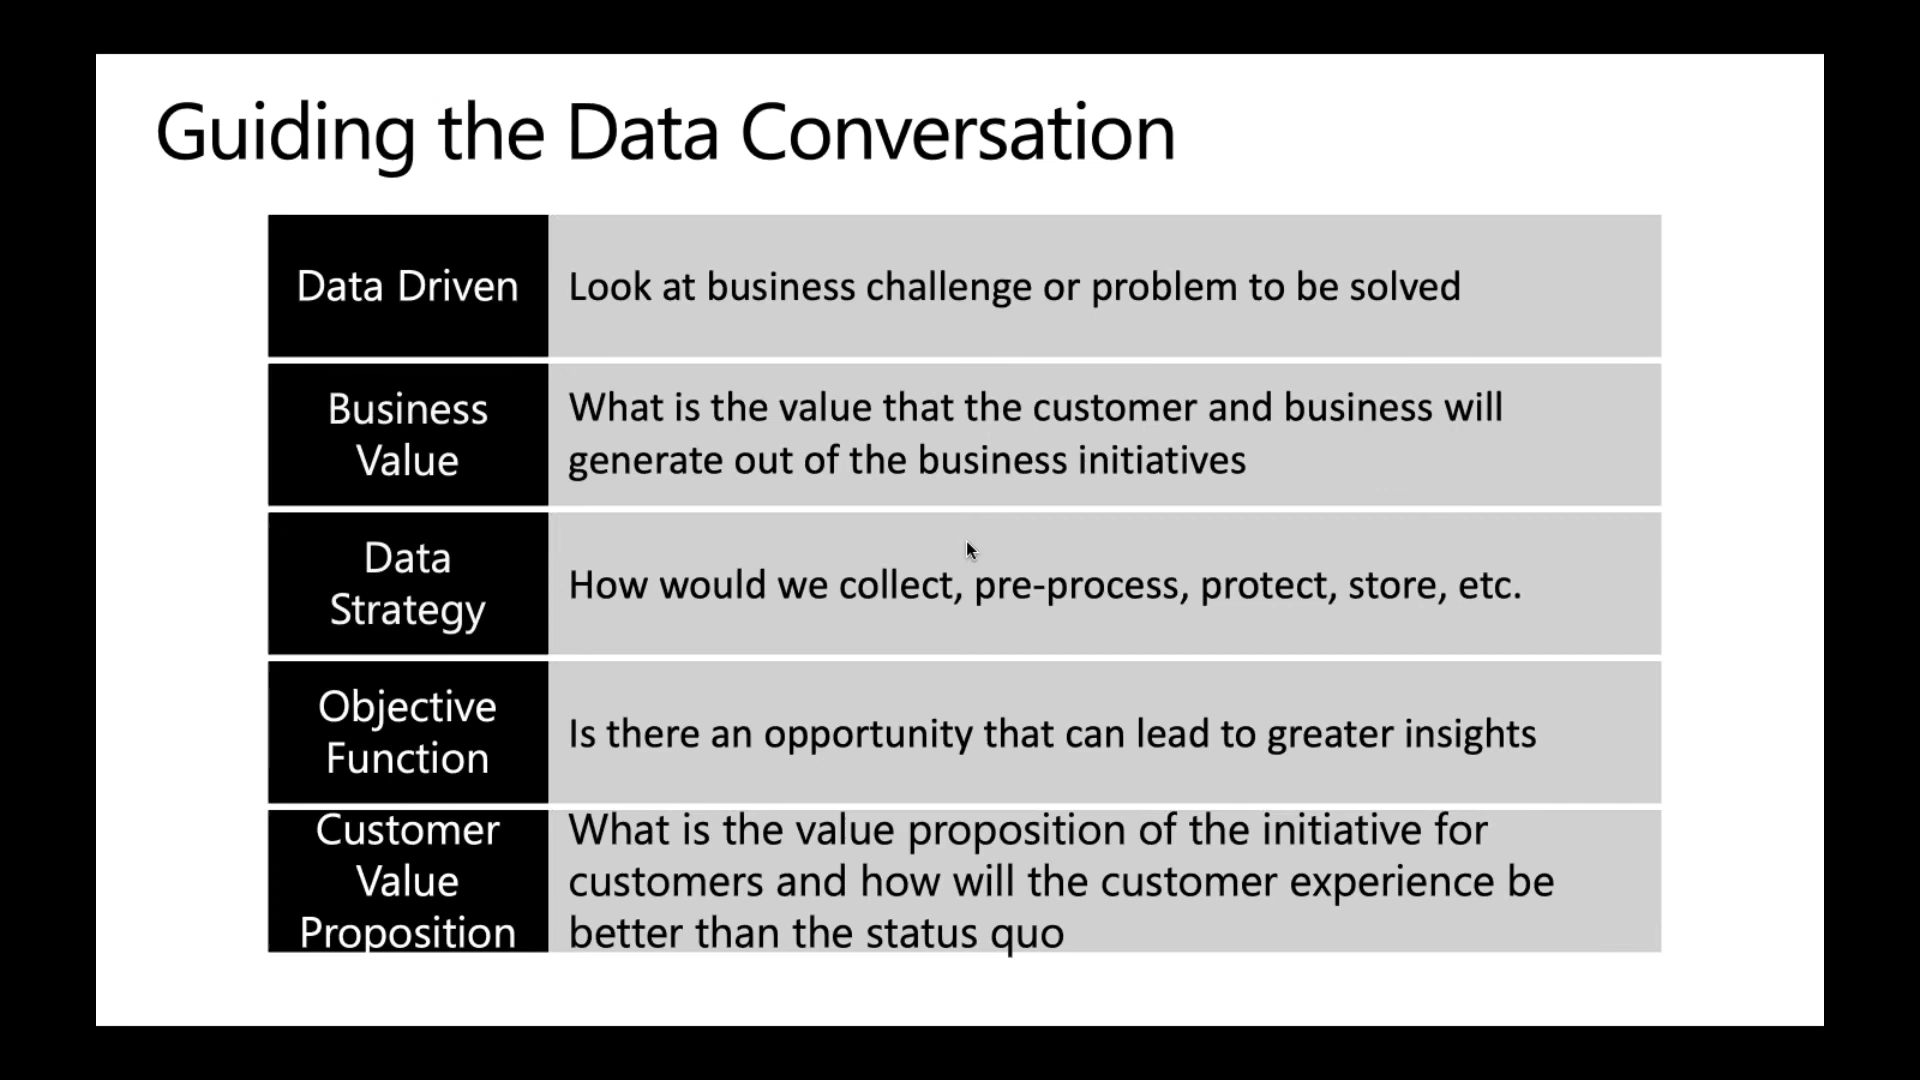 Guiding the Data Conversation
Data Driven
Look at business challenge or problem to be solved
Business
Value
What is the value that the customer and business will
generate out of the business initiatives
Data
Strategy
How would we collect, pre-process, protect, store, etc.
Objective
Function
Is there an opportunity that can lead to greater insights
Customer
Value
Proposition
What is the value proposition of the initiative for
customers and how will the customer experience be
better than the status quo